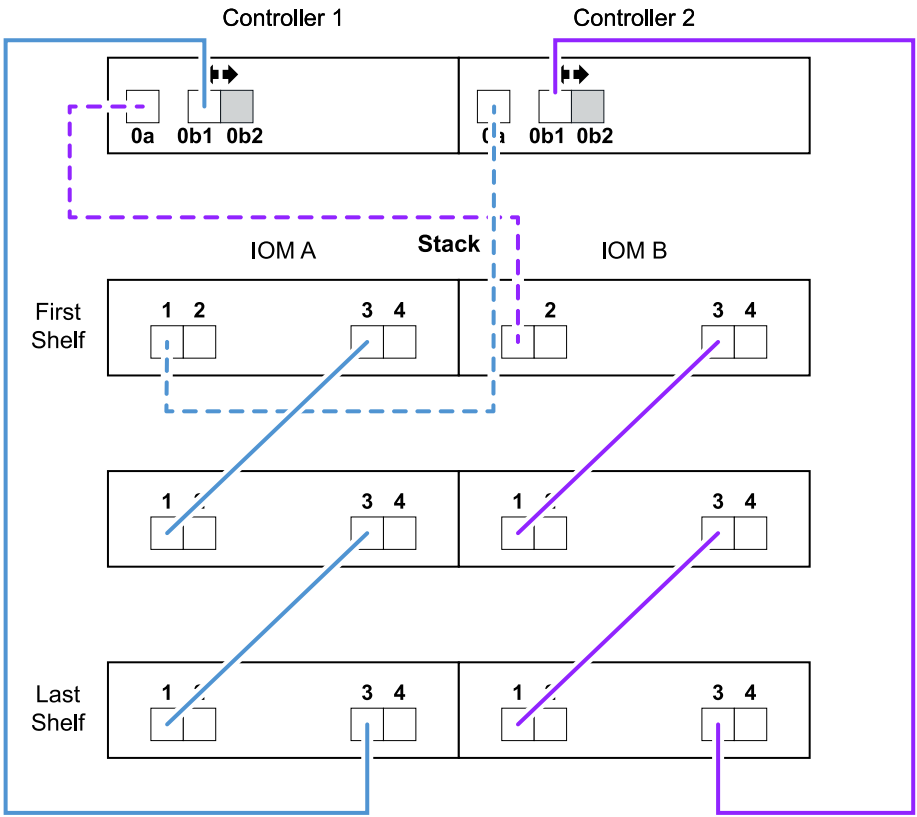 Controller 1 Controller 2
0a 0b1 0b2 0a 0b1 0b2
Stack
IOM A IOM B
First
Shelf
1 2 3 4 2 3 4
1 3 4 1 3 4
Last
Shelf
1 3 4 1 3 4